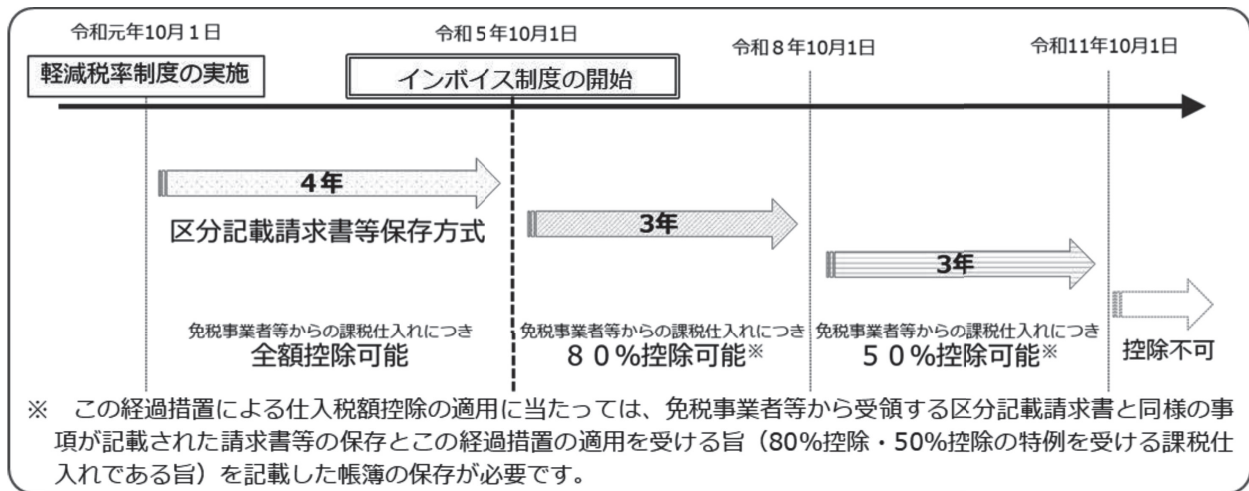 令和元年10月1日
令和5年10月1日
令和8年10月1日
令和11年10月1日
軽減税率制度の実施
インボイス制度の開始
4年
区分記載請求書等保存方式
3年
3年
免税事業者等からの課税仕入れにつき
全額控除可能
免税事業者等からの課税仕入れにつき
80%控除可能※
免税事業者等からの課税仕入れにつき
50%控除可能※
控除不可
※ この経過措置による仕入税額控除の適用に当たっては、免税事業者等から受領する区分記載請求書と同様の事
項が記載された請求書等の保存とこの経過措置の適用を受ける旨(80%控除・50%控除の特例を受ける課税仕
入れである旨)を記載した帳簿の保存が必要です。